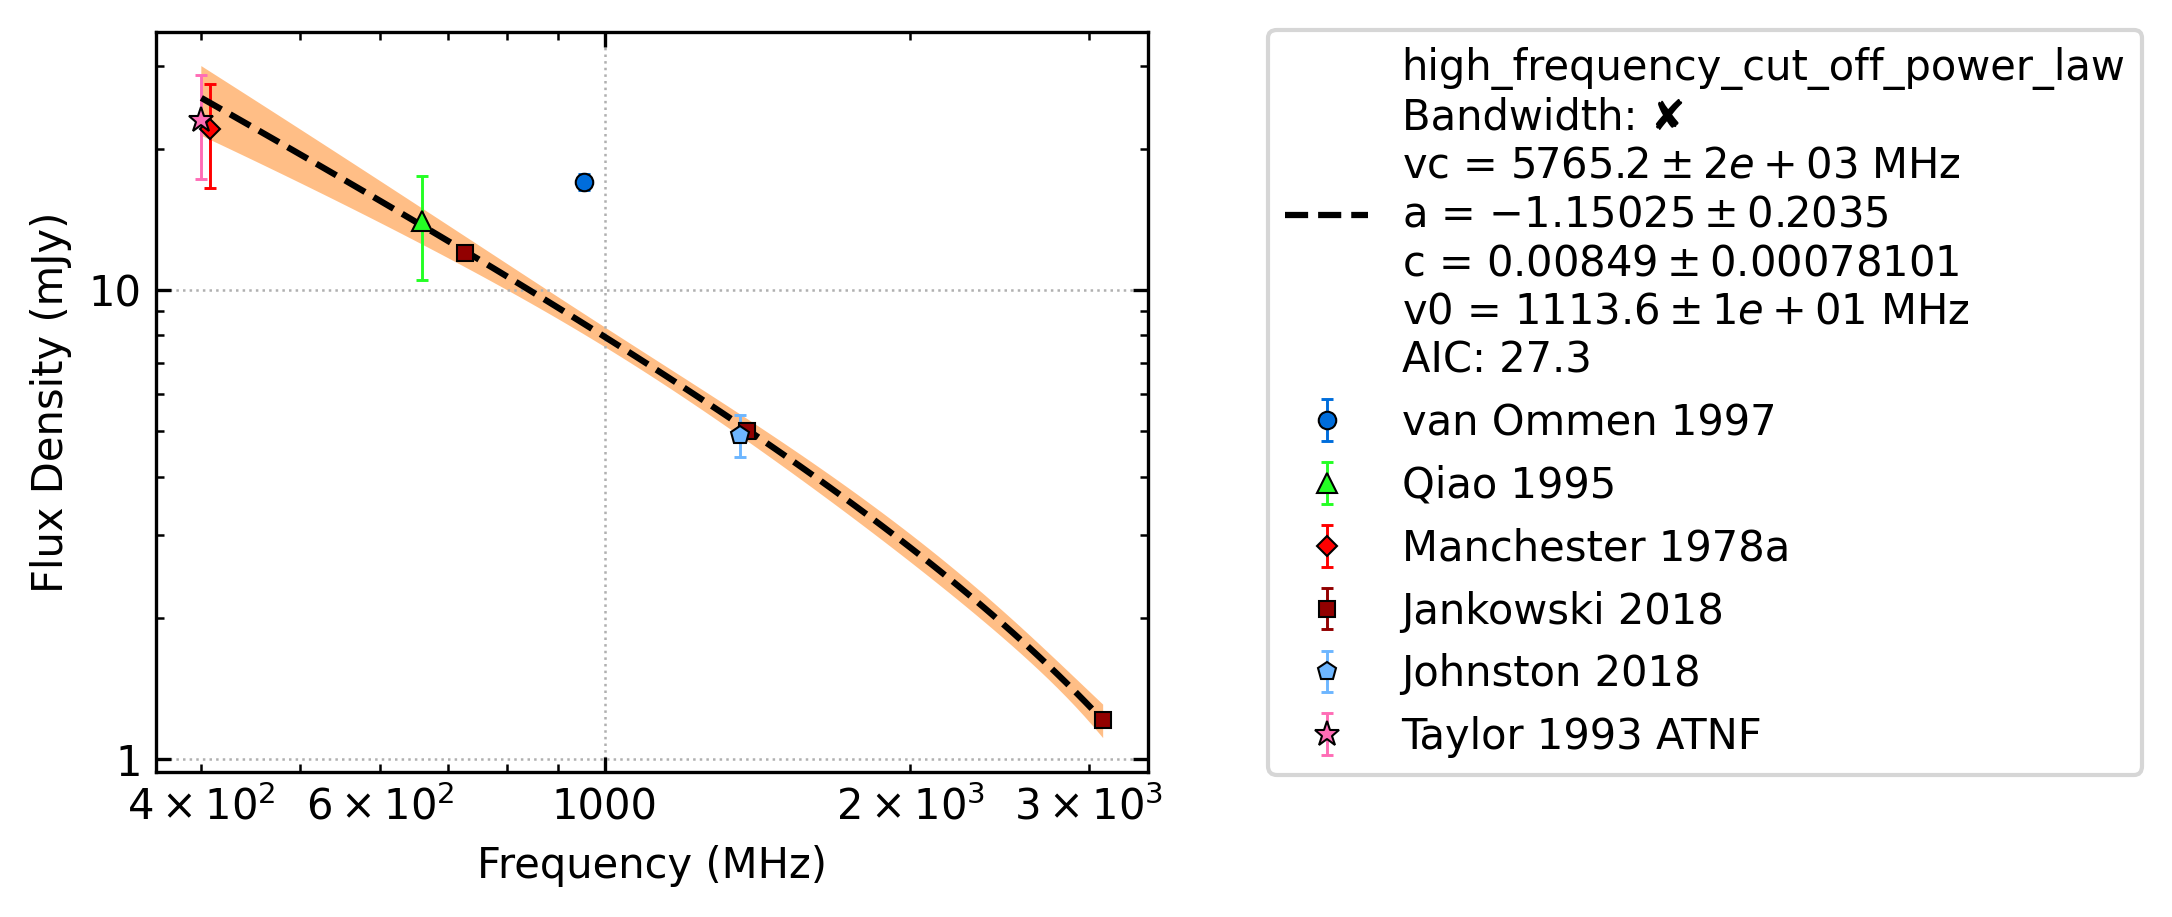 Flux Density (mJy)
10
1
4 × 10²
6 × 10²
1000
2 × 10³
3 × 10³
Frequency (MHz)
high_frequency_cut_off_power_law
Bandwidth: ✘
vc = 5765.2 ± 2e + 03 MHz
a = −1.15025 ± 0.2035
c = 0.00849 ± 0.00078101
v0 = 1113.6 ± 1e + 01 MHz
AIC: 27.3
van Ommen 1997
Qiao 1995
Manchester 1978a
Jankowski 2018
Johnston 2018
Taylor 1993 ATNF